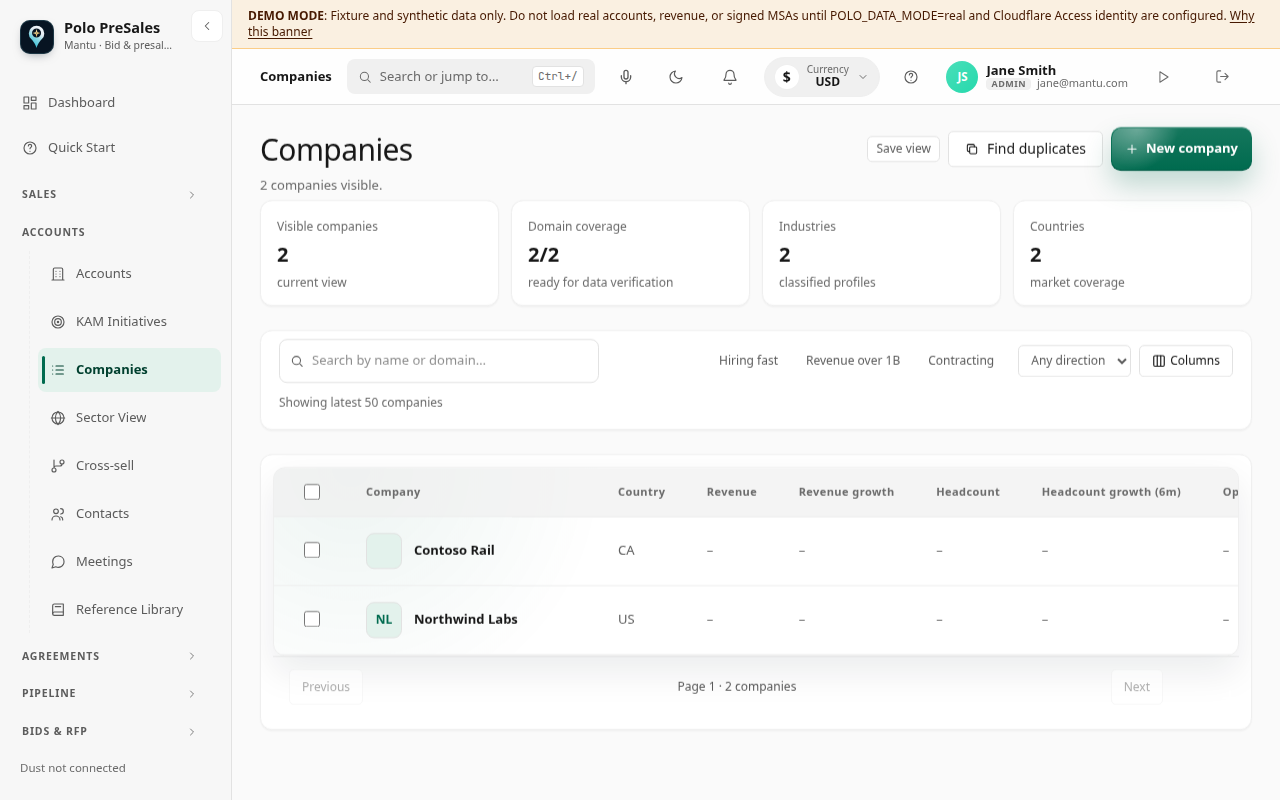 DEMO MODE: Fixture and synthetic data only. Do not load real accounts, revenue, or signed MSAs until POLO_DATA_MODE=real and Cloudflare Access identity are configured. Why
this banner
Polo PreSales
Mantu · Bid & presal...
Dashboard
Quick Start
SALES
ACCOUNTS
Accounts
KAM Initiatives
Companies
Sector View
Cross-sell
Contacts
Meetings
Reference Library
AGREEMENTS
PIPELINE
BIDS & RFP
Dust not connected
Companies
Search or jump to...
Ctrl+/
$
Currency
USD
JS
Jane Smith
ADMIN jane@mantu.com
Companies
2 companies visible.
Save view
Find duplicates
New company
Visible companies
2
current view
Domain coverage
2/2
ready for data verification
Industries
2
classified profiles
Countries
2
market coverage
Search by name or domain...
Hiring fast
Revenue over 1B
Contracting
Any direction
Columns
Showing latest 50 companies
Company Country Revenue Revenue growth Headcount Headcount growth (6m) Op
Contoso Rail CA – – – – –
NL Northwind Labs US – – – – –
Previous
Page 1 · 2 companies
Next